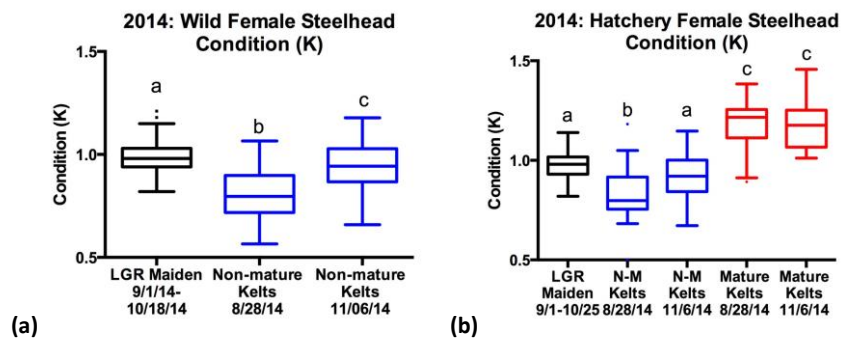 2014: Wild Female Steelhead
Condition (K)
1.5
1.0
0.5
Condition (K)
a
b
c
LGR Maiden
9/1/14-
10/18/14
Non-mature
Kelts
8/28/14
Non-mature
Kelts
11/06/14
(a)
2014: Hatchery Female Steelhead
Condition (K)
1.5
1.0
0.5
Condition (K)
a
b
a
c
c
LGR
Maiden
9/1-10/25
N-M
Kelts
8/28/14
N-M
Kelts
11/6/14
Mature
Kelts
8/28/14
Mature
Kelts
11/6/14
(b)